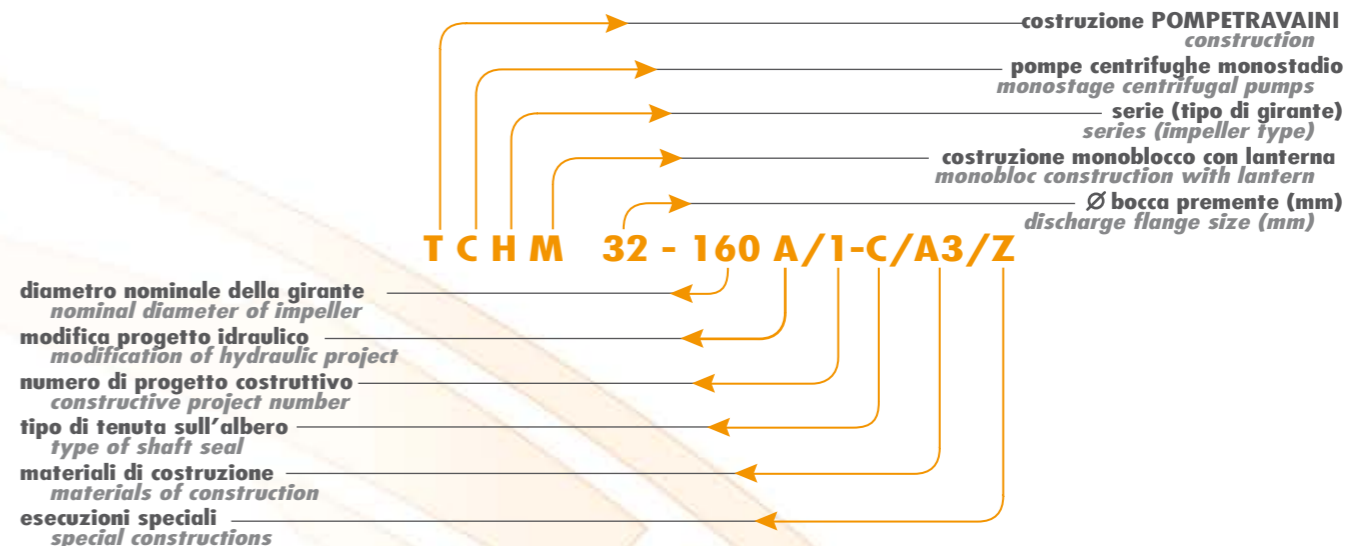 costruzione POMPETRAVAINI
construction
pompe centrifughe monostadio
monostage centrifugal pumps
serie (tipo di girante)
series (impeller type)
costruzione monoblocco con lanterna
monobloc construction with lantern
Ø bocca premente (mm)
discharge flange size (mm)
T C H M 32 - 160 A/1-C/A3/Z
diametro nominale della girante
nominal diameter of impeller
modifica progetto idraulico
modification of hydraulic project
numero di progetto costruttivo
constructive project number
tipo di tenuta sull'albero
type of shaft seal
materiali di costruzione
materials of construction
esecuzioni speciali
special constructions